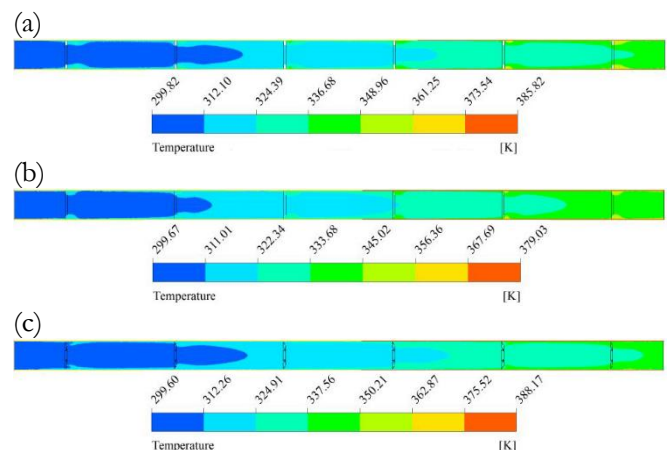 (a)
299.82 312.10 324.39 336.68 348.96 361.25 373.54 385.82
Temperature [K]
(b)
299.67 311.01 322.34 333.68 345.02 356.36 367.69 379.03
Temperature [K]
(c)
299.60 312.26 324.91 337.56 350.21 362.87 375.52 388.17
Temperature [K]